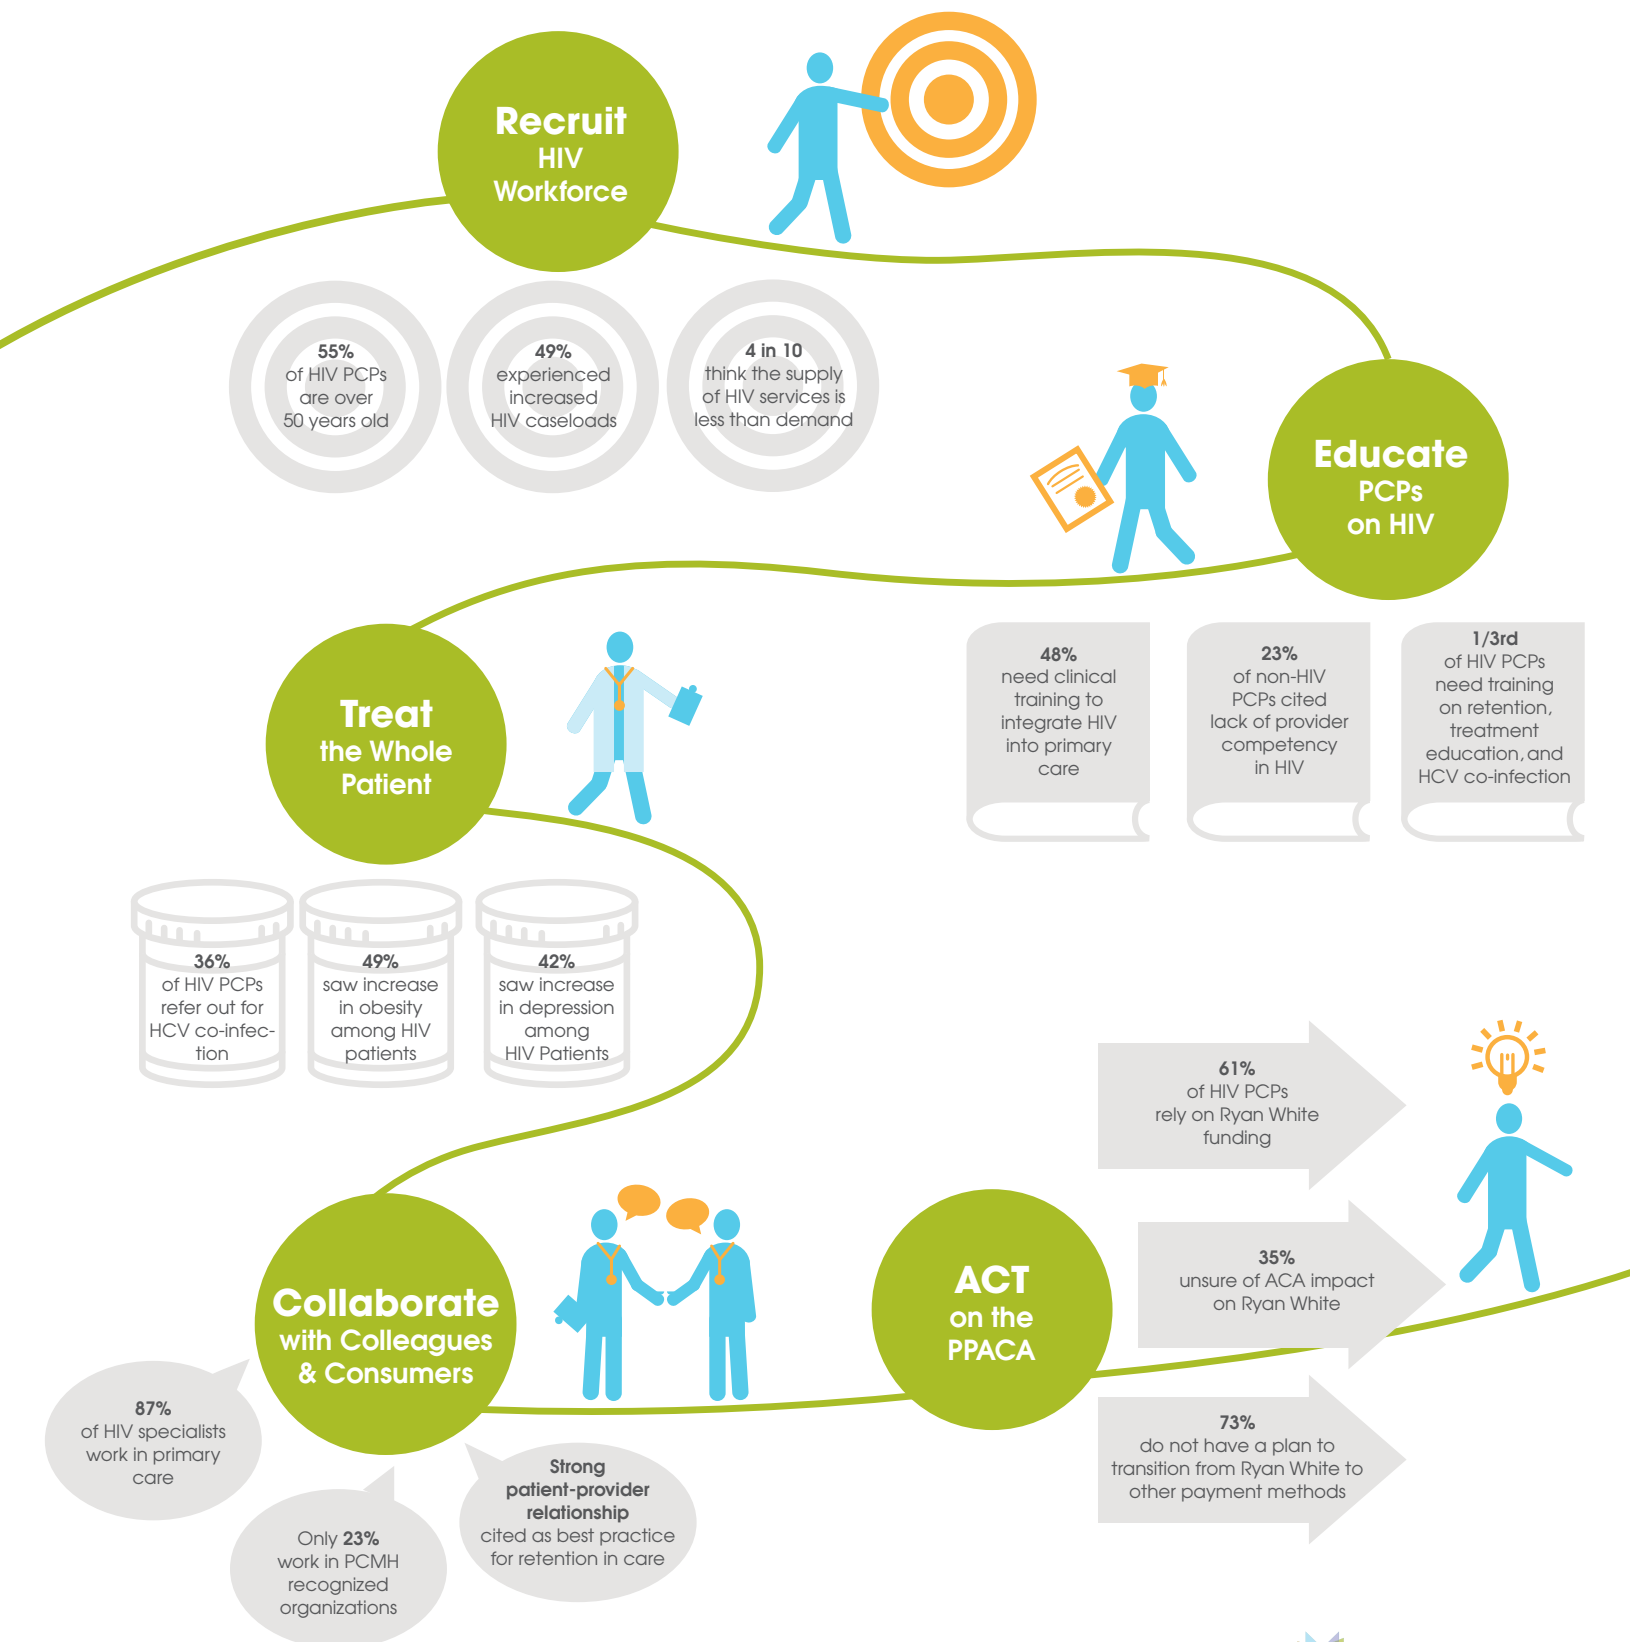 Recruit
HIV
Workforce
55%
of HIV PCPs
are over
50 years old
49%
experienced
increased
HIV caseloads
4 in 10
think the supply
of HIV services is
less than demand
Educate
PCPs
on HIV
48%
need clinical
training to
integrate HIV
into primary
care
23%
of non-HIV
PCPs cited
lack of provider
competency
in HIV
1/3rd
of HIV PCPs
need training
on retention,
treatment
education, and
HCV co-infection
Treat
the Whole
Patient
36%
of HIV PCPs
refer out for
HCV co-infec-
tion
49%
saw increase
in obesity
among HIV
patients
42%
saw increase
in depression
among
HIV Patients
Collaborate
with Colleagues
& Consumers
87%
of HIV specialists
work in primary
care
Only 23%
work in PCMH
recognized
organizations
Strong
patient-provider
relationship
cited as best practice
for retention in care
ACT
on the
PPACA
61%
of HIV PCPs
rely on Ryan White
funding
35%
unsure of ACA impact
on Ryan White
73%
do not have a plan to
transition from Ryan White to
other payment methods